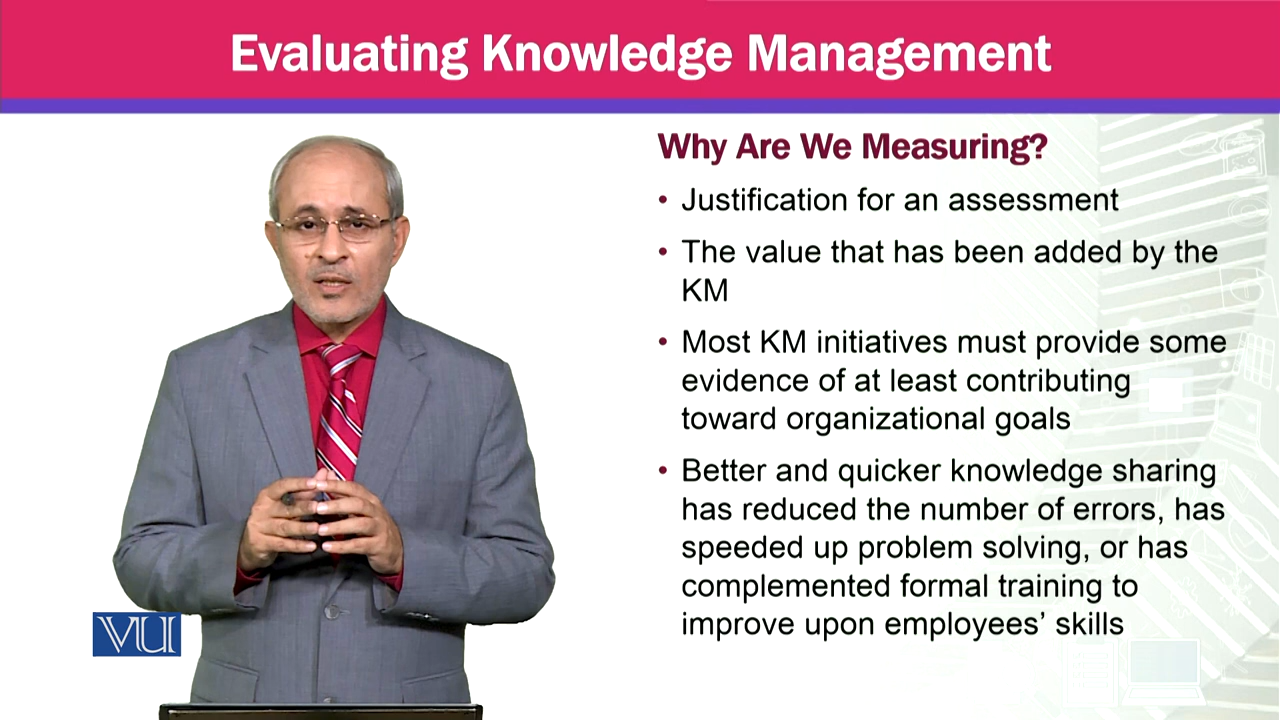 Evaluating Knowledge Management
Why Are We Measuring?
• Justification for an assessment
• The value that has been added by the
KM
• Most KM initiatives must provide some
evidence of at least contributing
toward organizational goals
• Better and quicker knowledge sharing
has reduced the number of errors, has
speeded up problem solving, or has
complemented formal training to
improve upon employees’ skills
VU